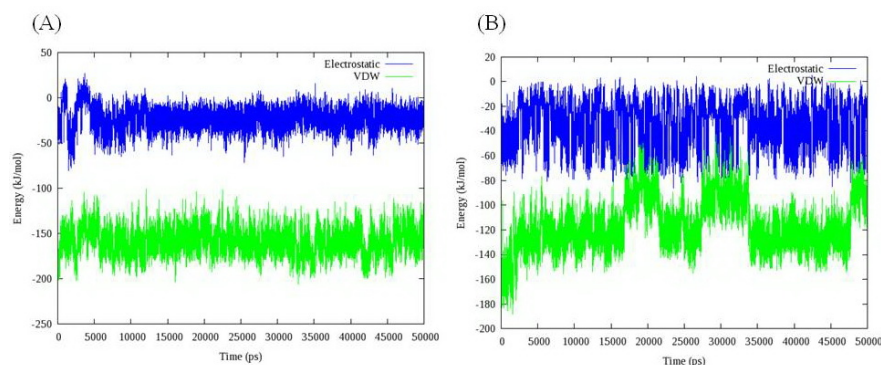 (A)
50
0
-50
-100
-150
-200
-250
Energy (kJ/mol)
Electrostatic
VDW
0 5000 10000 15000 20000 25000 30000 35000 40000 45000 50000
Time (ps)
(B)
20
0
-20
-40
-60
-80
-100
-120
-140
-160
-180
-200
Energy (kJ/mol)
Electrostatic
VDW
0 5000 10000 15000 20000 25000 30000 35000 40000 45000 50000
Time (ps)